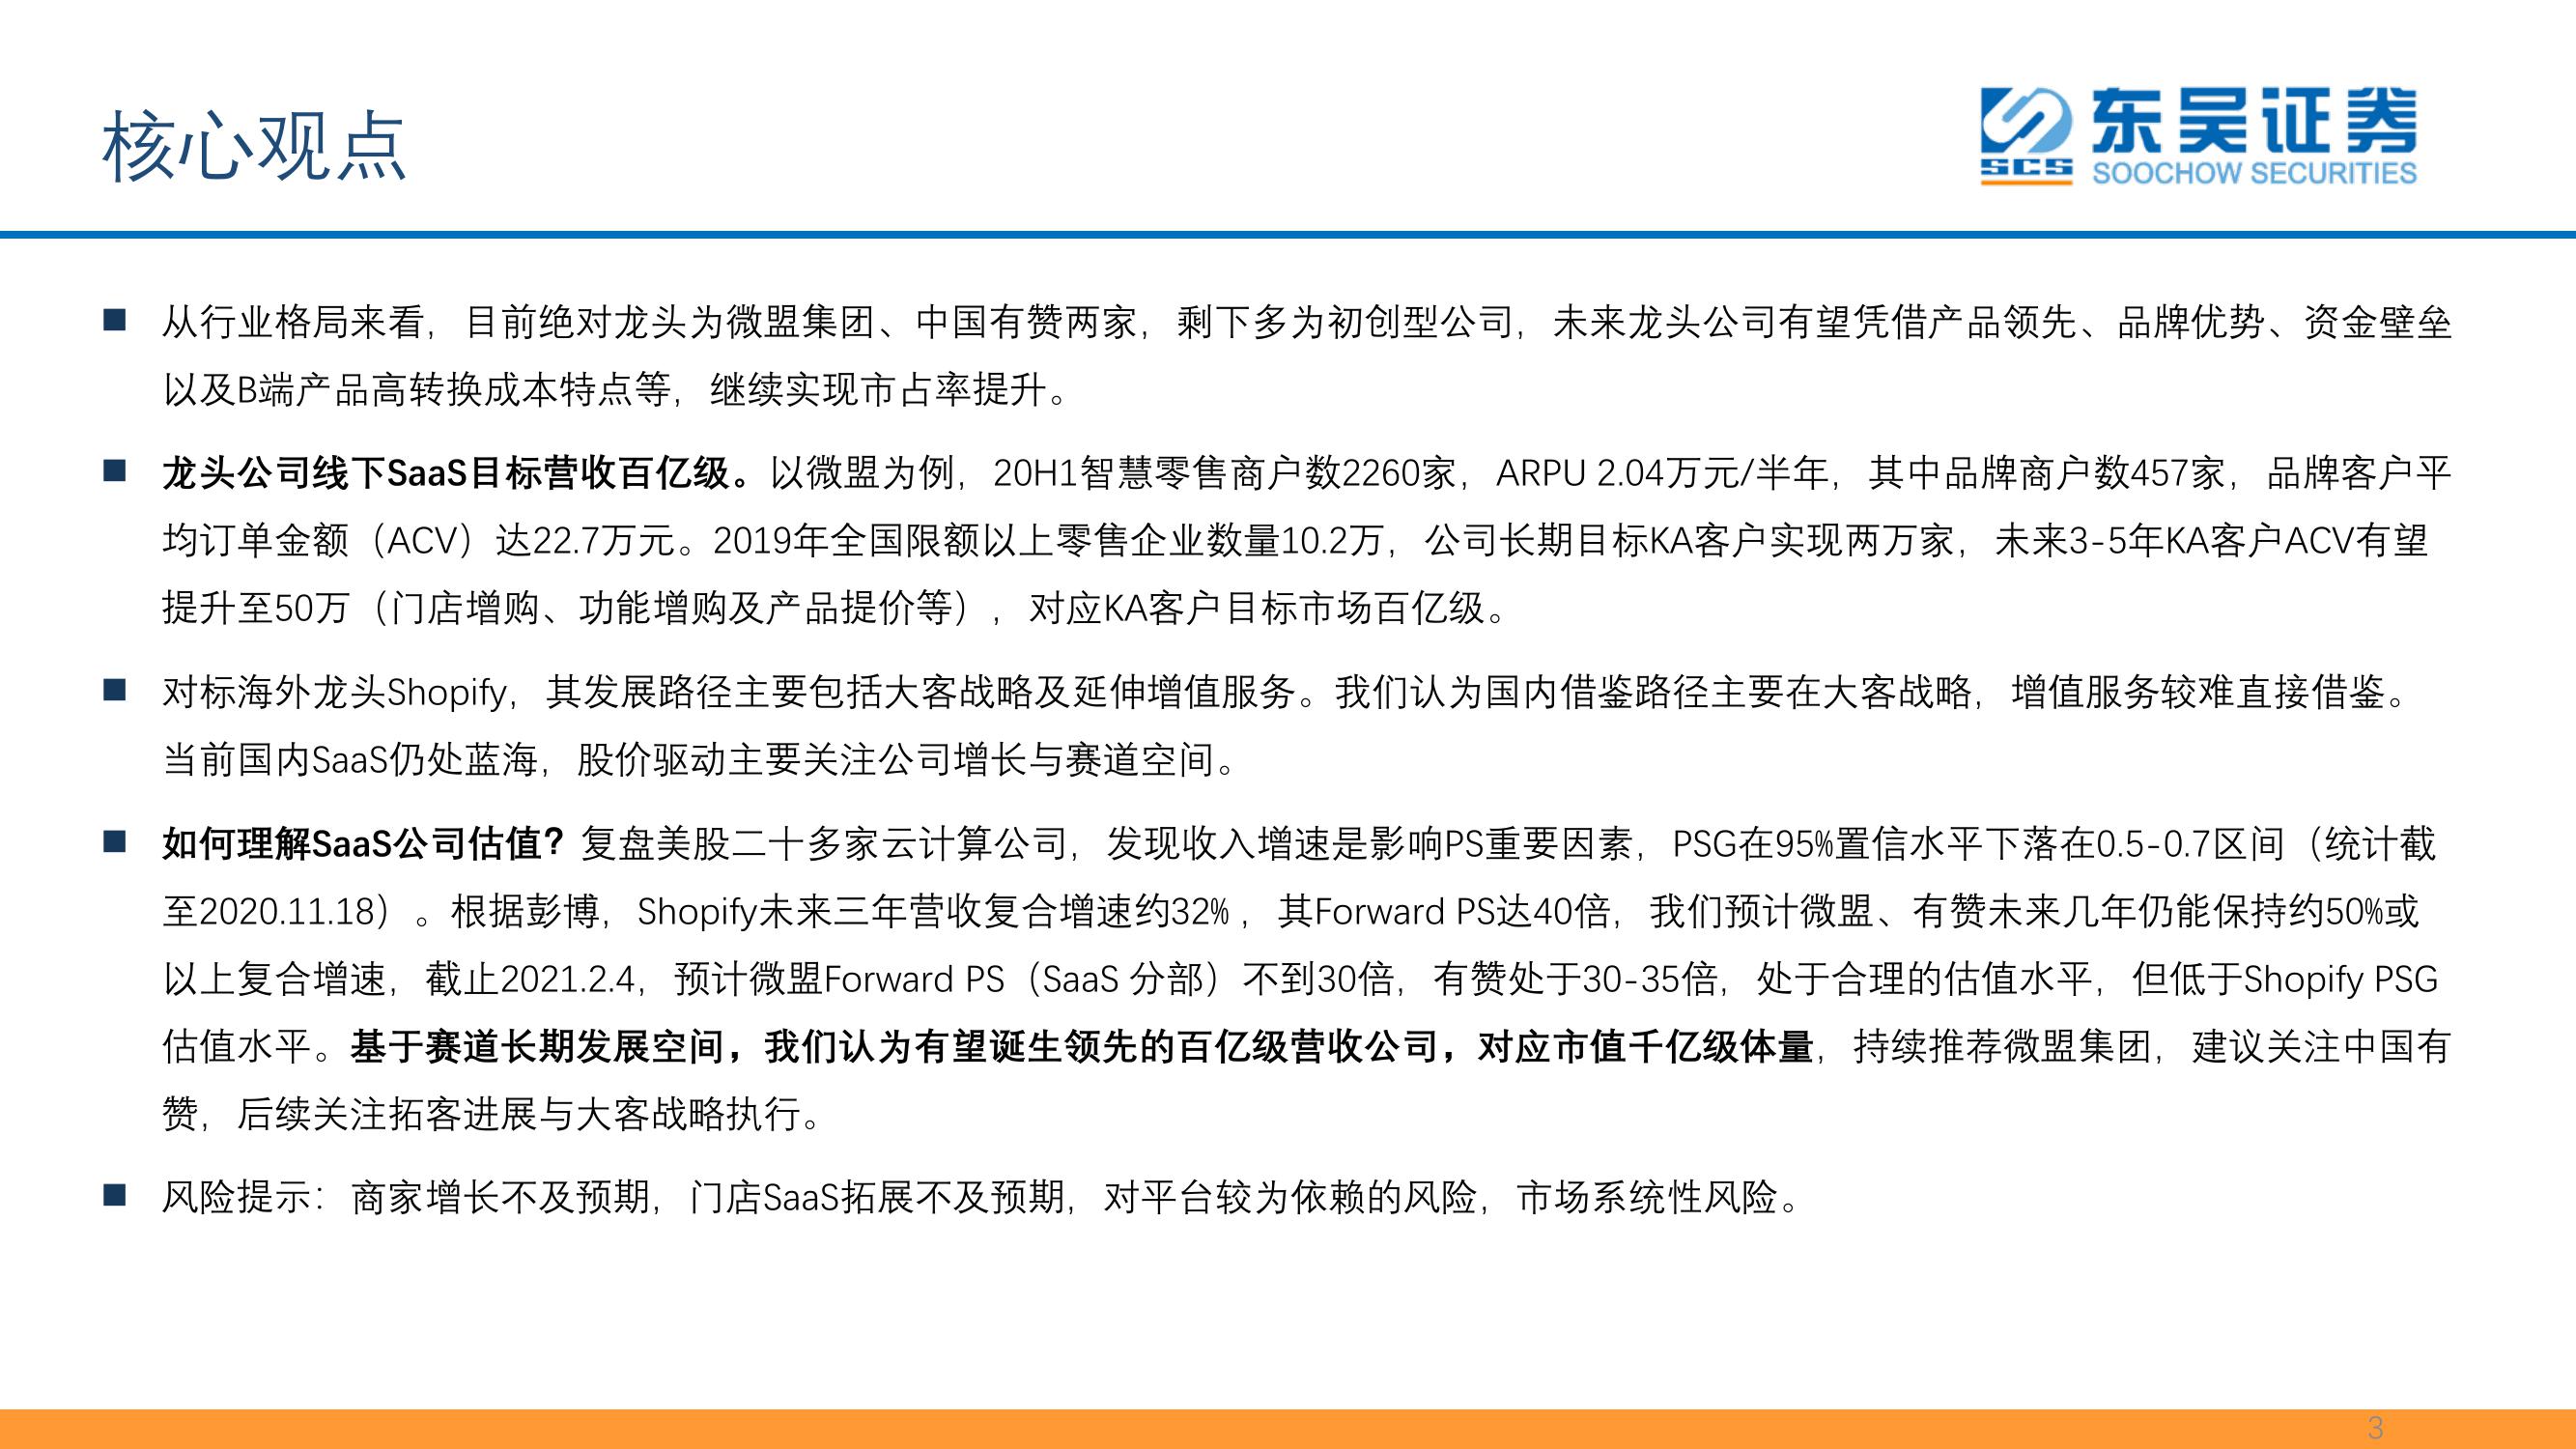 核心观点
东吴证券
SCS
SOOCHOW SECURITIES
■ 从行业格局来看，目前绝对龙头为微盟集团、中国有赞两家，剩下多为初创型公司，未来龙头公司有望凭借产品领先、品牌优势、资金壁垒
以及B端产品高转换成本特点等，继续实现市占率提升。
■ 龙头公司线下SaaS目标营收百亿级。以微盟为例，20H1智慧零售商户数2260家，ARPU 2.04万元/半年，其中品牌商户数457家，品牌客户平
均订单金额（ACV）达22.7万元。2019年全国限额以上零售企业数量10.2万，公司长期目标KA客户实现两万家，未来3-5年KA客户ACV有望
提升至50万（门店增购、功能增购及产品提价等），对应KA客户目标市场百亿级。
■ 对标海外龙头Shopify，其发展路径主要包括大客战略及延伸增值服务。我们认为国内借鉴路径主要在大客战略，增值服务较难直接借鉴。
当前国内SaaS仍处蓝海，股价驱动主要关注公司增长与赛道空间。
■ 如何理解SaaS公司估值？复盘美股二十多家云计算公司，发现收入增速是影响PS重要因素，PSG在95%置信水平下落在0.5-0.7区间（统计截
至2020.11.18）。根据彭博，Shopify未来三年营收复合增速约32%，其Forward PS达40倍，我们预计微盟、有赞未来几年仍能保持约50%或
以上复合增速，截止2021.2.4，预计微盟Forward PS（SaaS 分部）不到30倍，有赞处于30-35倍，处于合理的估值水平，但低于Shopify PSG
估值水平。基于赛道长期发展空间，我们认为有望诞生领先的百亿级营收公司，对应市值千亿级体量，持续推荐微盟集团，建议关注中国有
赞，后续关注拓客进展与大客战略执行。
■ 风险提示：商家增长不及预期，门店SaaS拓展不及预期，对平台较为依赖的风险，市场系统性风险。
3